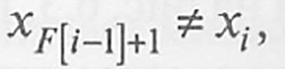 x_{F[i-1]+1} ≠ x_i,